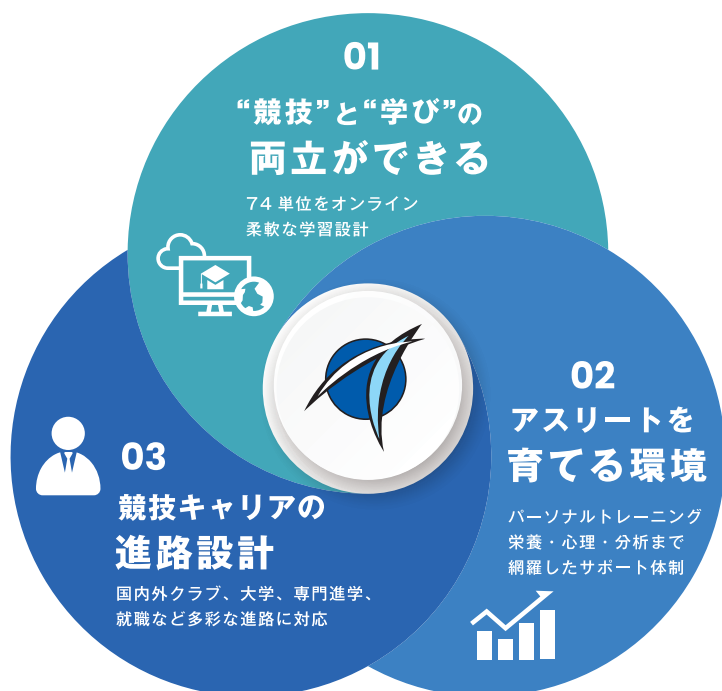 01
“競技”と“学び”の
両立ができる
74 単位をオンライン
柔軟な学習設計
02
アスリートを
育てる環境
パーソナルトレーニング
栄養・心理・分析まで
網羅したサポート体制
03
競技キャリアの
進路設計
国内外クラブ、大学、専門進学、
就職など多彩な進路に対応